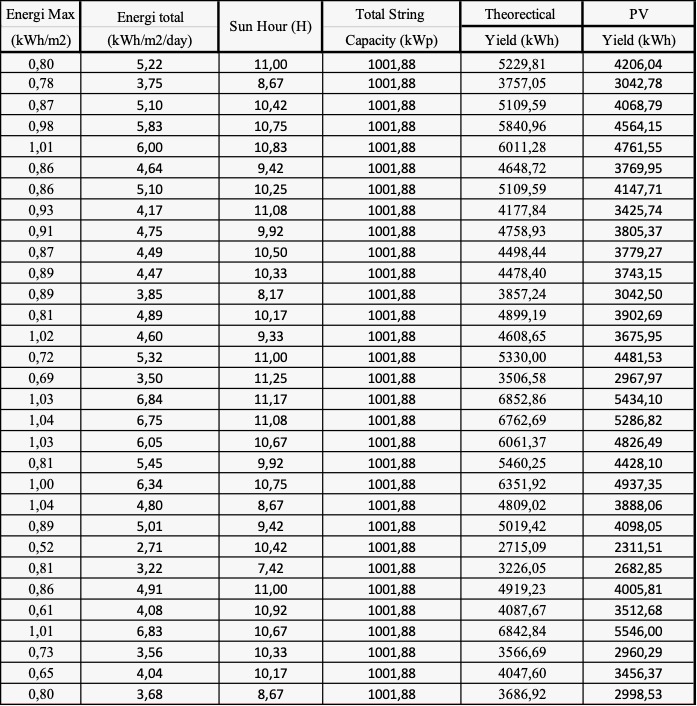 Energi Max Energi total Sun Hour (H) Total String Theorectical PV
(kWh/m2) (kWh/m2/day) Capacity (kWp) Yield (kWh) Yield (kWh)
0,80 5,22 11,00 1001,88 5229,81 4206,04
0,78 3,75 8,67 1001,88 3757,05 3042,78
0,87 5,10 10,42 1001,88 5109,59 4068,79
0,98 5,83 10,75 1001,88 5840,96 4564,15
1,01 6,00 10,83 1001,88 6011,28 4761,55
0,86 4,64 9,42 1001,88 4648,72 3769,95
0,86 5,10 10,25 1001,88 5109,59 4147,71
0,93 4,17 11,08 1001,88 4177,84 3425,74
0,91 4,75 9,92 1001,88 4758,93 3805,37
0,87 4,49 10,50 1001,88 4498,44 3779,27
0,89 4,47 10,33 1001,88 4478,40 3743,15
0,89 3,85 8,17 1001,88 3857,24 3042,50
0,81 4,89 10,17 1001,88 4899,19 3902,69
1,02 4,60 9,33 1001,88 4608,65 3675,95
0,72 5,32 11,00 1001,88 5330,00 4481,53
0,69 3,50 11,25 1001,88 3506,58 2967,97
1,03 6,84 11,17 1001,88 6852,86 5434,10
1,04 6,75 11,08 1001,88 6762,69 5286,82
1,03 6,05 10,67 1001,88 6061,37 4826,49
0,81 5,45 9,92 1001,88 5460,25 4428,10
1,00 6,34 10,75 1001,88 6351,92 4937,35
1,04 4,80 8,67 1001,88 4809,02 3888,06
0,89 5,01 9,42 1001,88 5019,42 4098,05
0,52 2,71 10,42 1001,88 2715,09 2311,51
0,81 3,22 7,42 1001,88 3226,05 2682,85
0,86 4,91 11,00 1001,88 4919,23 4005,81
0,61 4,08 10,92 1001,88 4087,67 3512,68
1,01 6,83 10,67 1001,88 6842,84 5546,00
0,73 3,56 10,33 1001,88 3566,69 2960,29
0,65 4,04 10,17 1001,88 4047,60 3456,37
0,80 3,68 8,67 1001,88 3686,92 2998,53